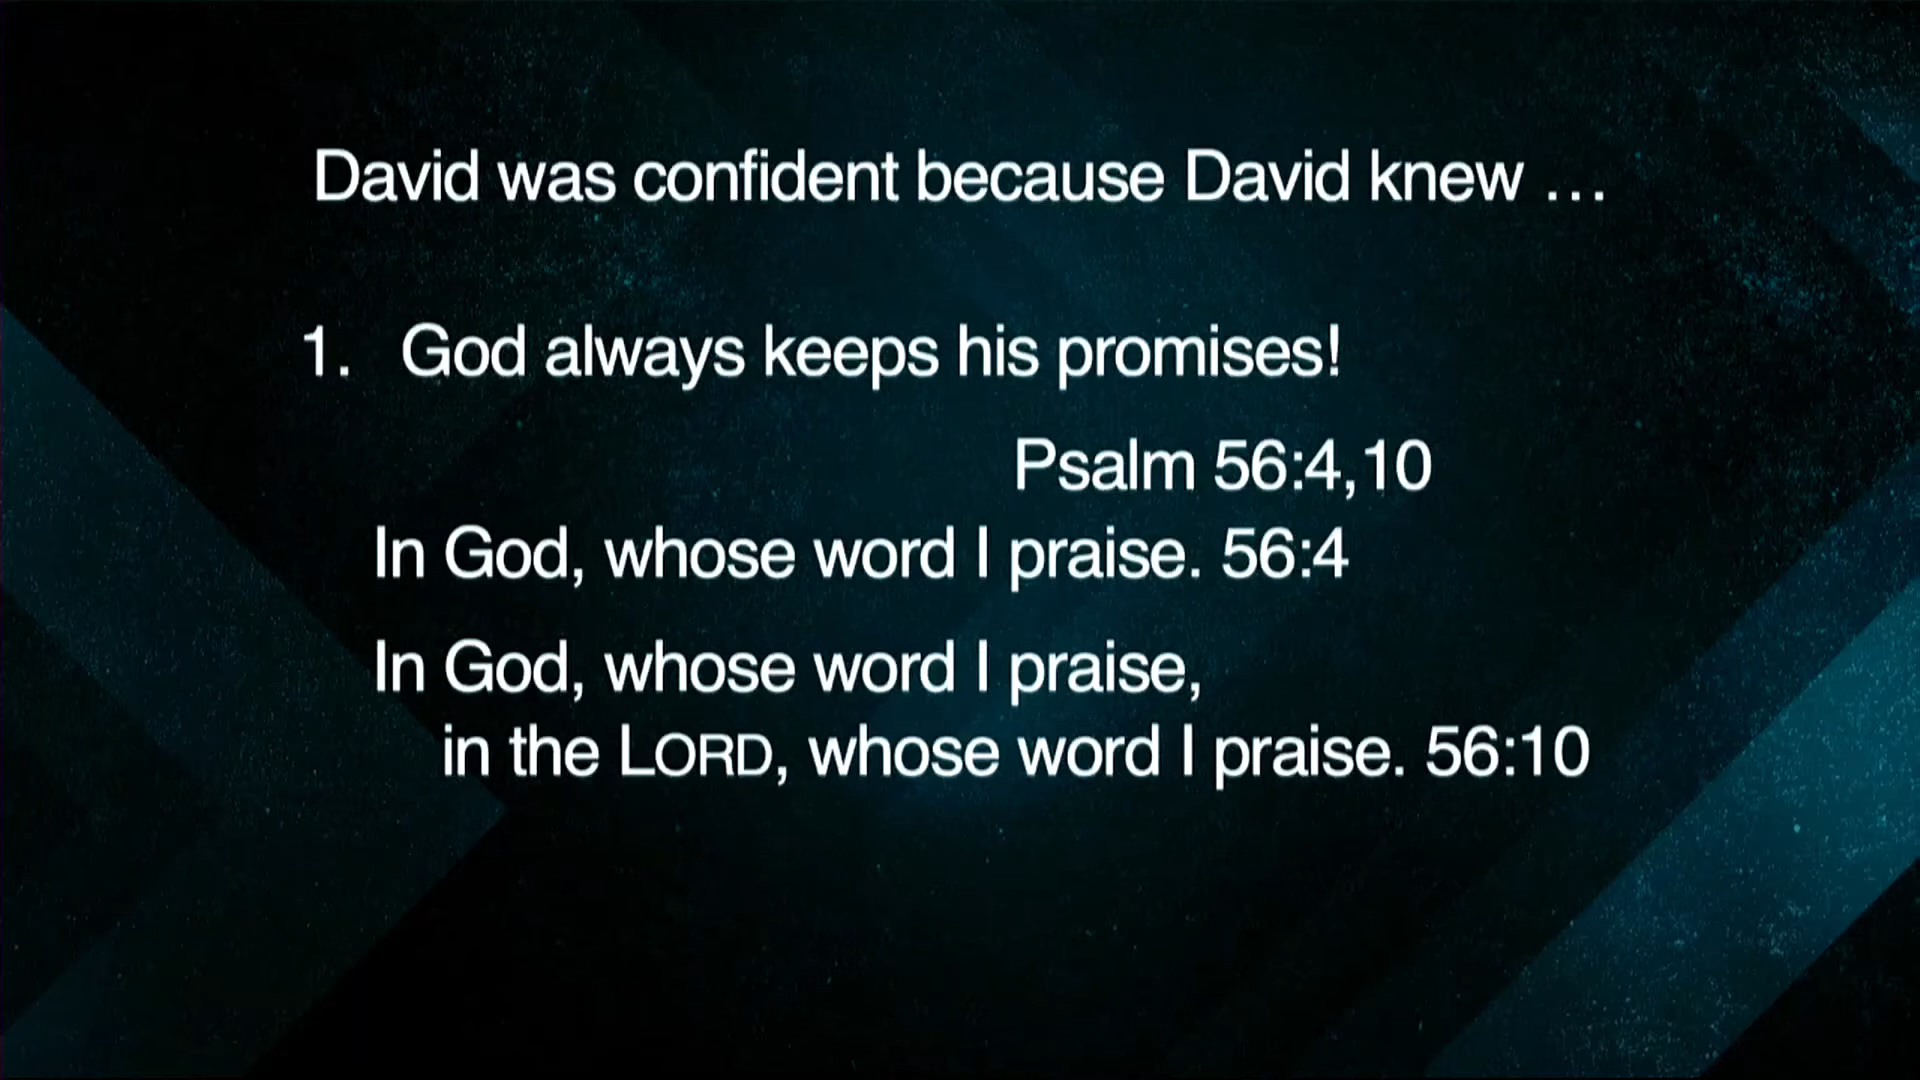 David was confident because David knew …
1. God always keeps his promises!
Psalm 56:4,10
In God, whose word I praise. 56:4
In God, whose word I praise,
in the LORD, whose word I praise. 56:10